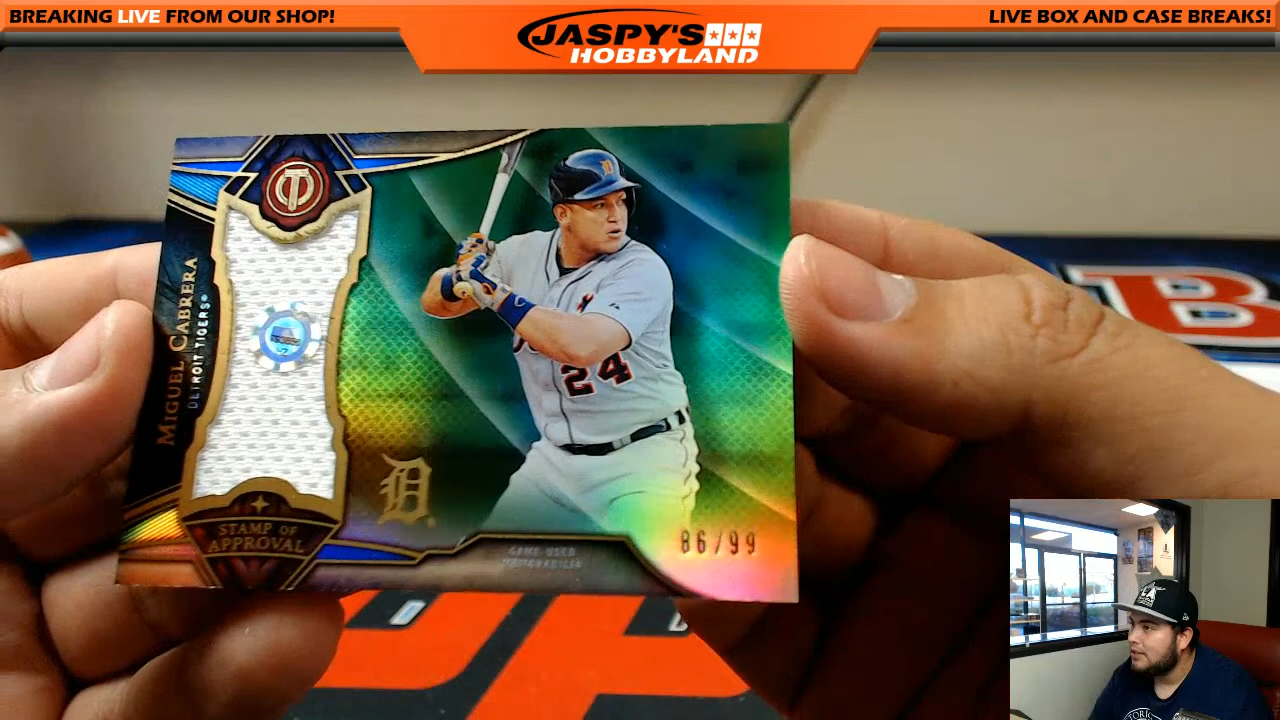 BREAKING LIVE FROM OUR SHOP!
JASPY'S
HOBBYLAND
LIVE BOX AND CASE BREAKS!
MIGUEL CABRERA
DETROIT TIGERS
24
STAMP OF
APPROVAL
GAME-USED
MEMORABILIA
86/99